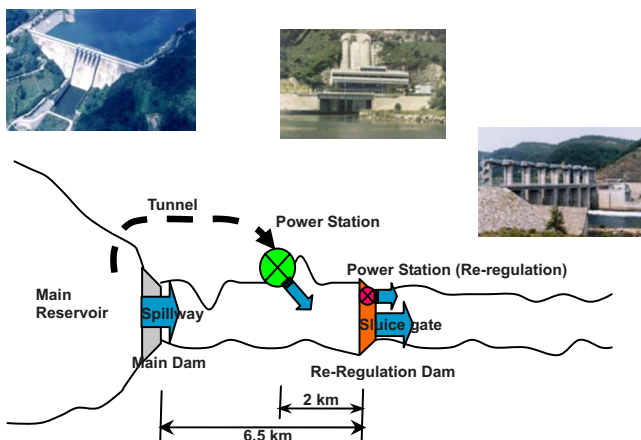 Tunnel
Power Station
Power Station (Re-regulation)
Main
Reservoir
Spillway
Sluice gate
Main Dam
Re-Regulation Dam
2 km
6.5 km